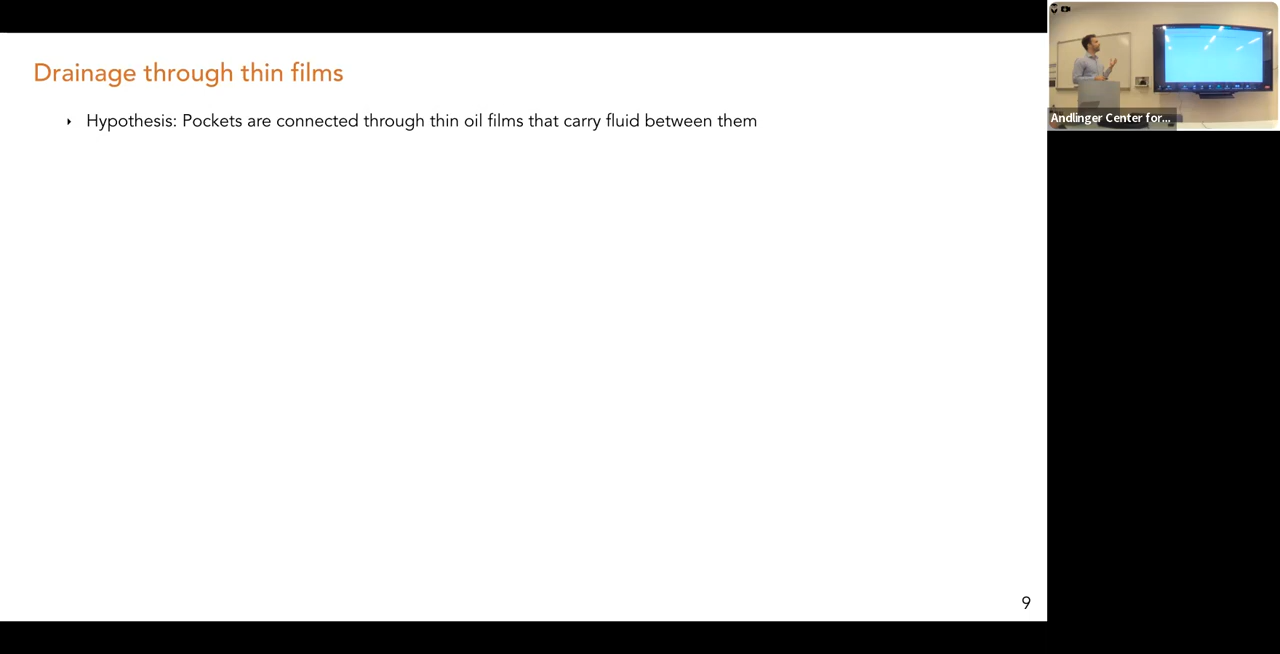 Drainage through thin films
Hypothesis: Pockets are connected through thin oil films that carry fluid between them
9
Andlinger Center for...